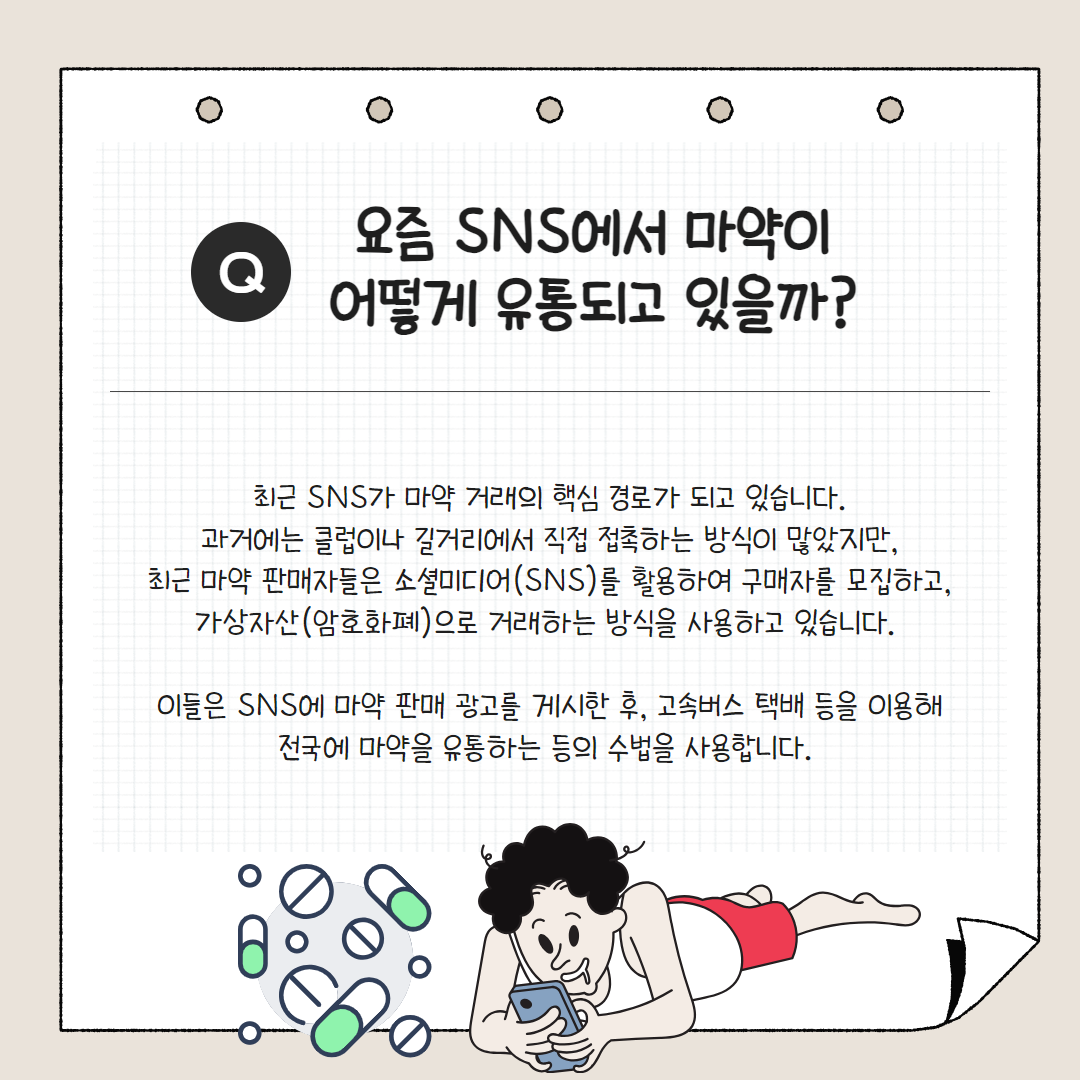 Q
요즘 SNS에서 마약이
어떻게 유통되고 있을까?
최근 SNS가 마약 거래의 핵심 경로가 되고 있습니다.
과거에는 클럽이나 길거리에서 직접 접촉하는 방식이 많았지만,
최근 마약 판매자들은 소셜미디어(SNS)를 활용하여 구매자를 모집하고,
가상자산(암호화폐)으로 거래하는 방식을 사용하고 있습니다.
이들은 SNS에 마약 판매 광고를 게시한 후, 고속버스 택배 등을 이용해
전국에 마약을 유통하는 등의 수법을 사용합니다.